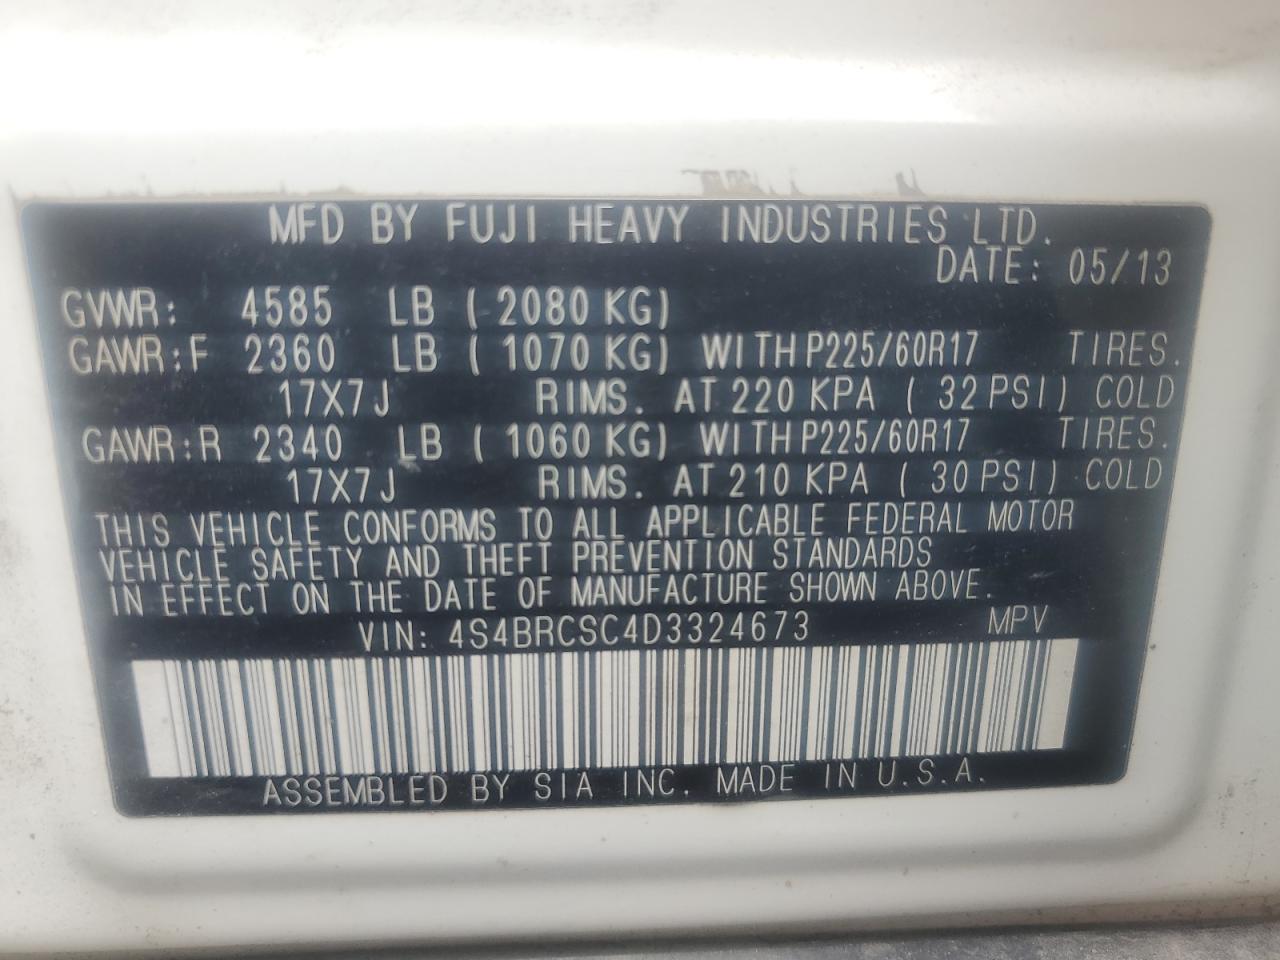 MFD BY FUJI HEAVY INDUSTRIES LTD.
DATE: 05/13
GVWR: 4585 LB ( 2080 KG)
GAWR:F 2360 LB ( 1070 KG) WITH P225/60R17 TIRES.
17X7J RIMS. AT 220 KPA ( 32 PSI) COLD
GAWR:R 2340 LB ( 1060 KG) WITH P225/60R17 TIRES.
17X7J RIMS. AT 210 KPA ( 30 PSI) COLD
THIS VEHICLE CONFORMS TO ALL APPLICABLE FEDERAL MOTOR
VEHICLE SAFETY AND THEFT PREVENTION STANDARDS
IN EFFECT ON THE DATE OF MANUFACTURE SHOWN ABOVE.
VIN: 4S4BRCSC4D3324673 MPV
ASSEMBLED BY SIA INC. MADE IN U.S.A.